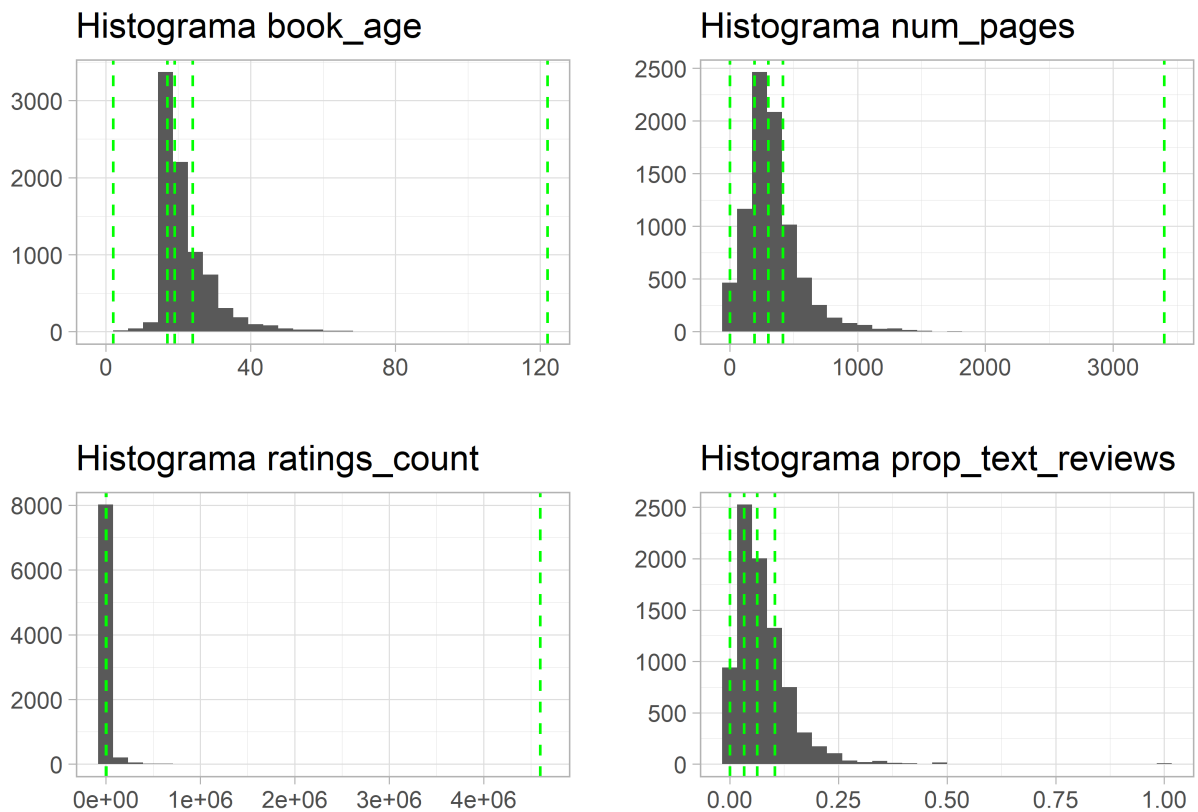 Histograma book_age
3000
2000
1000
0
0 40 80 120
Histograma num_pages
2500
2000
1500
1000
500
0
0 1000 2000 3000
Histograma ratings_count
8000
6000
4000
2000
0
0e+00 1e+06 2e+06 3e+06 4e+06
Histograma prop_text_reviews
2500
2000
1500
1000
500
0
0.00 0.25 0.50 0.75 1.00